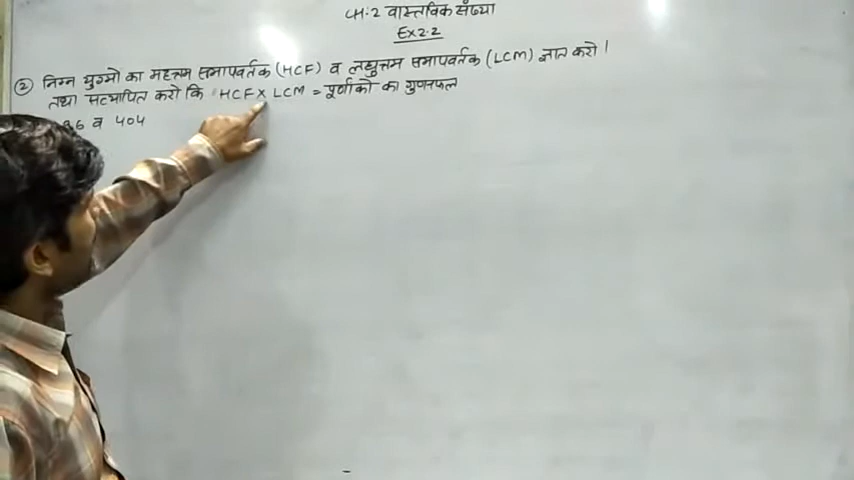 CH:2 वास्तविक संख्या
Ex2.2
② निम्न युग्मो का महत्तम समापवर्तक (HCF) व लघुत्तम समापवर्तक (LCM) ज्ञात करो।
तथा सत्यापित करो कि HCF X LCM = पूर्णाको का गुणनफल
96 व 404